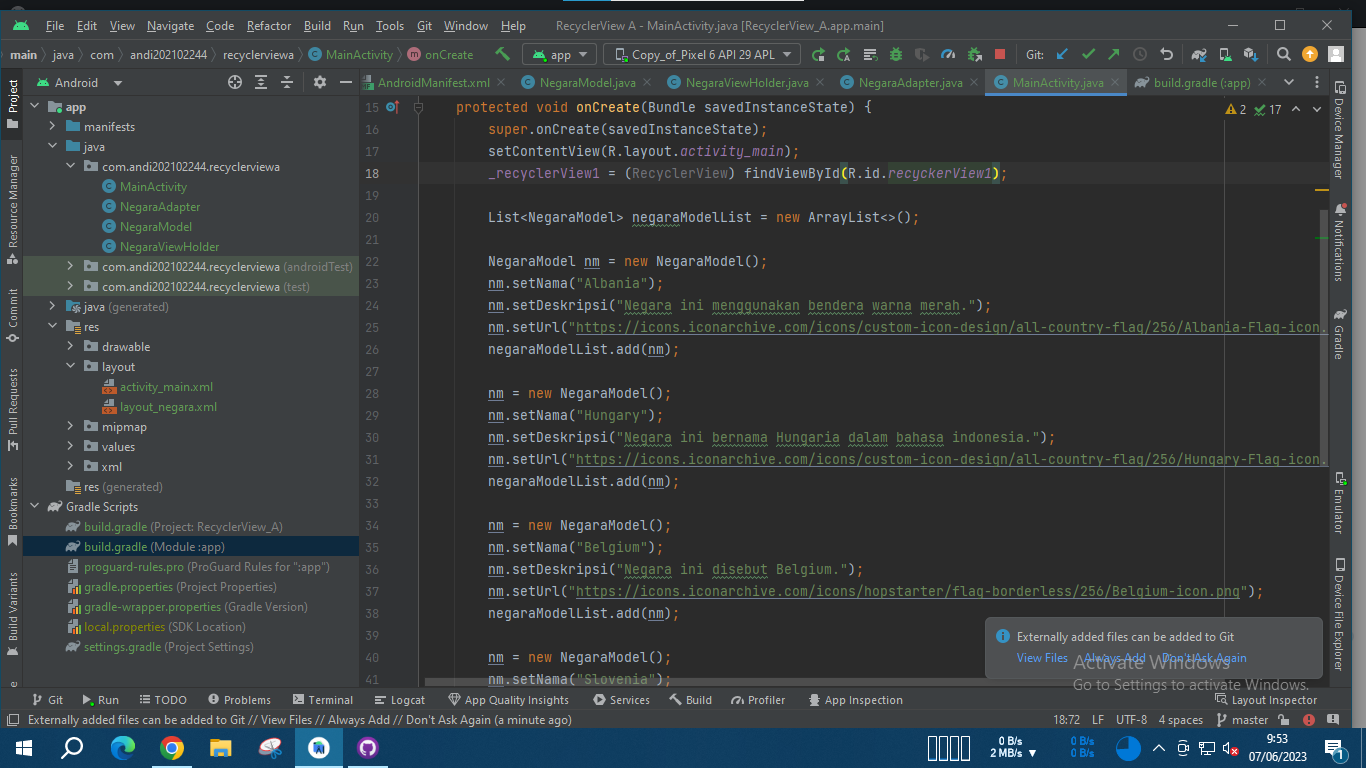 File Edit View Navigate Code Refactor Build Run Tools Git Window Help RecyclerView A - MainActivity.java [RecyclerView_A.app.main]
main java com andi202102244 recyclerviewa MainActivity onCreate app Copy_of_Pixel 6 API 29 APL Git:
Android AndroidManifest.xml NegaraModel.java NegaraViewHolder.java NegaraAdapter.java MainActivity.java build.gradle (:app)
Project
Resource Manager
Commit
Pull Requests
Bookmarks
Build Variants
app
manifests
java
com.andi202102244.recyclerviewa
MainActivity
NegaraAdapter
NegaraModel
NegaraViewHolder
com.andi202102244.recyclerviewa (androidTest)
com.andi202102244.recyclerviewa (test)
java (generated)
res
drawable
layout
activity_main.xml
layout_negara.xml
mipmap
values
xml
res (generated)
Gradle Scripts
build.gradle (Project: RecyclerView_A)
build.gradle (Module :app)
proguard-rules.pro (ProGuard Rules for ":app")
gradle.properties (Project Properties)
gradle-wrapper.properties (Gradle Version)
local.properties (SDK Location)
settings.gradle (Project Settings)
2 17
15 protected void onCreate(Bundle savedInstanceState) {
16 super.onCreate(savedInstanceState);
17 setContentView(R.layout.activity_main);
18 _recyclerView1 = (RecyclerView) findViewById(R.id.recyckerView1);
19
20 List<NegaraModel> negaraModelList = new ArrayList<>();
21
22 NegaraModel nm = new NegaraModel();
23 nm.setNama("Albania");
24 nm.setDeskripsi("Negara ini menggunakan bendera warna merah.");
25 nm.setUrl("https://icons.iconarchive.com/icons/custom-icon-design/all-country-flag/256/Albania-Flag-icon.
26 negaraModelList.add(nm);
27
28 nm = new NegaraModel();
29 nm.setNama("Hungary");
30 nm.setDeskripsi("Negara ini bernama Hungaria dalam bahasa indonesia.");
31 nm.setUrl("https://icons.iconarchive.com/icons/custom-icon-design/all-country-flag/256/Hungary-Flag-icon.
32 negaraModelList.add(nm);
33
34 nm = new NegaraModel();
35 nm.setNama("Belgium");
36 nm.setDeskripsi("Negara ini disebut Belgium.");
37 nm.setUrl("https://icons.iconarchive.com/icons/hopstarter/flag-borderless/256/Belgium-icon.png");
38 negaraModelList.add(nm);
39
40 nm = new NegaraModel();
41 nm.setNama("Slovenia");
Device Manager
Notifications
Gradle
Emulator
Device File Explorer
Externally added files can be added to Git
View Files Always Add Don't Ask Again
Activate Windows
Go to Settings to activate Windows.
Git Run TODO Problems Terminal Logcat App Quality Insights Services Build Profiler App Inspection Layout Inspector
Externally added files can be added to Git // View Files // Always Add // Don't Ask Again (a minute ago) 18:72 LF UTF-8 4 spaces master
0 B/s
2 MB/s
0 B/s
0 B/s
9:53
07/06/2023
1